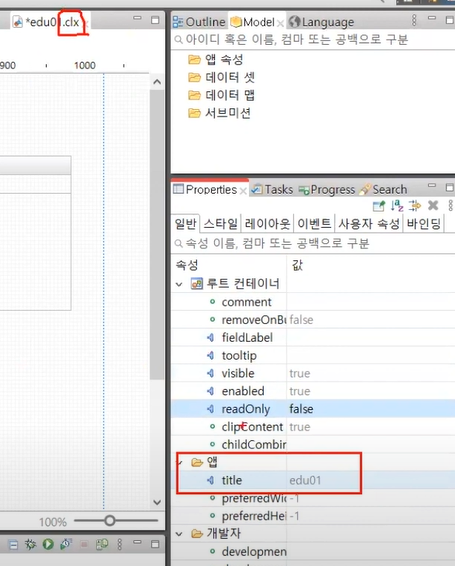 *edu01.clx
Outline Model Language
아이디 혹은 이름, 컴마 또는 공백으로 구분
앱 속성
데이터 셋
데이터 맵
서브미션
900 1000
Properties Tasks Progress Search
일반 스타일 레이아웃 이벤트 사용자 속성 바인딩
속성 이름, 컴마 또는 공백으로 구분
속성 값
루트 컨테이너
comment
removeOnBu false
fieldLabel
tooltip
visible true
enabled true
readOnly false
clipContent true
childCombin
앱
title edu01
preferredWi -1
preferredHei -1
개발자
developmen
100%